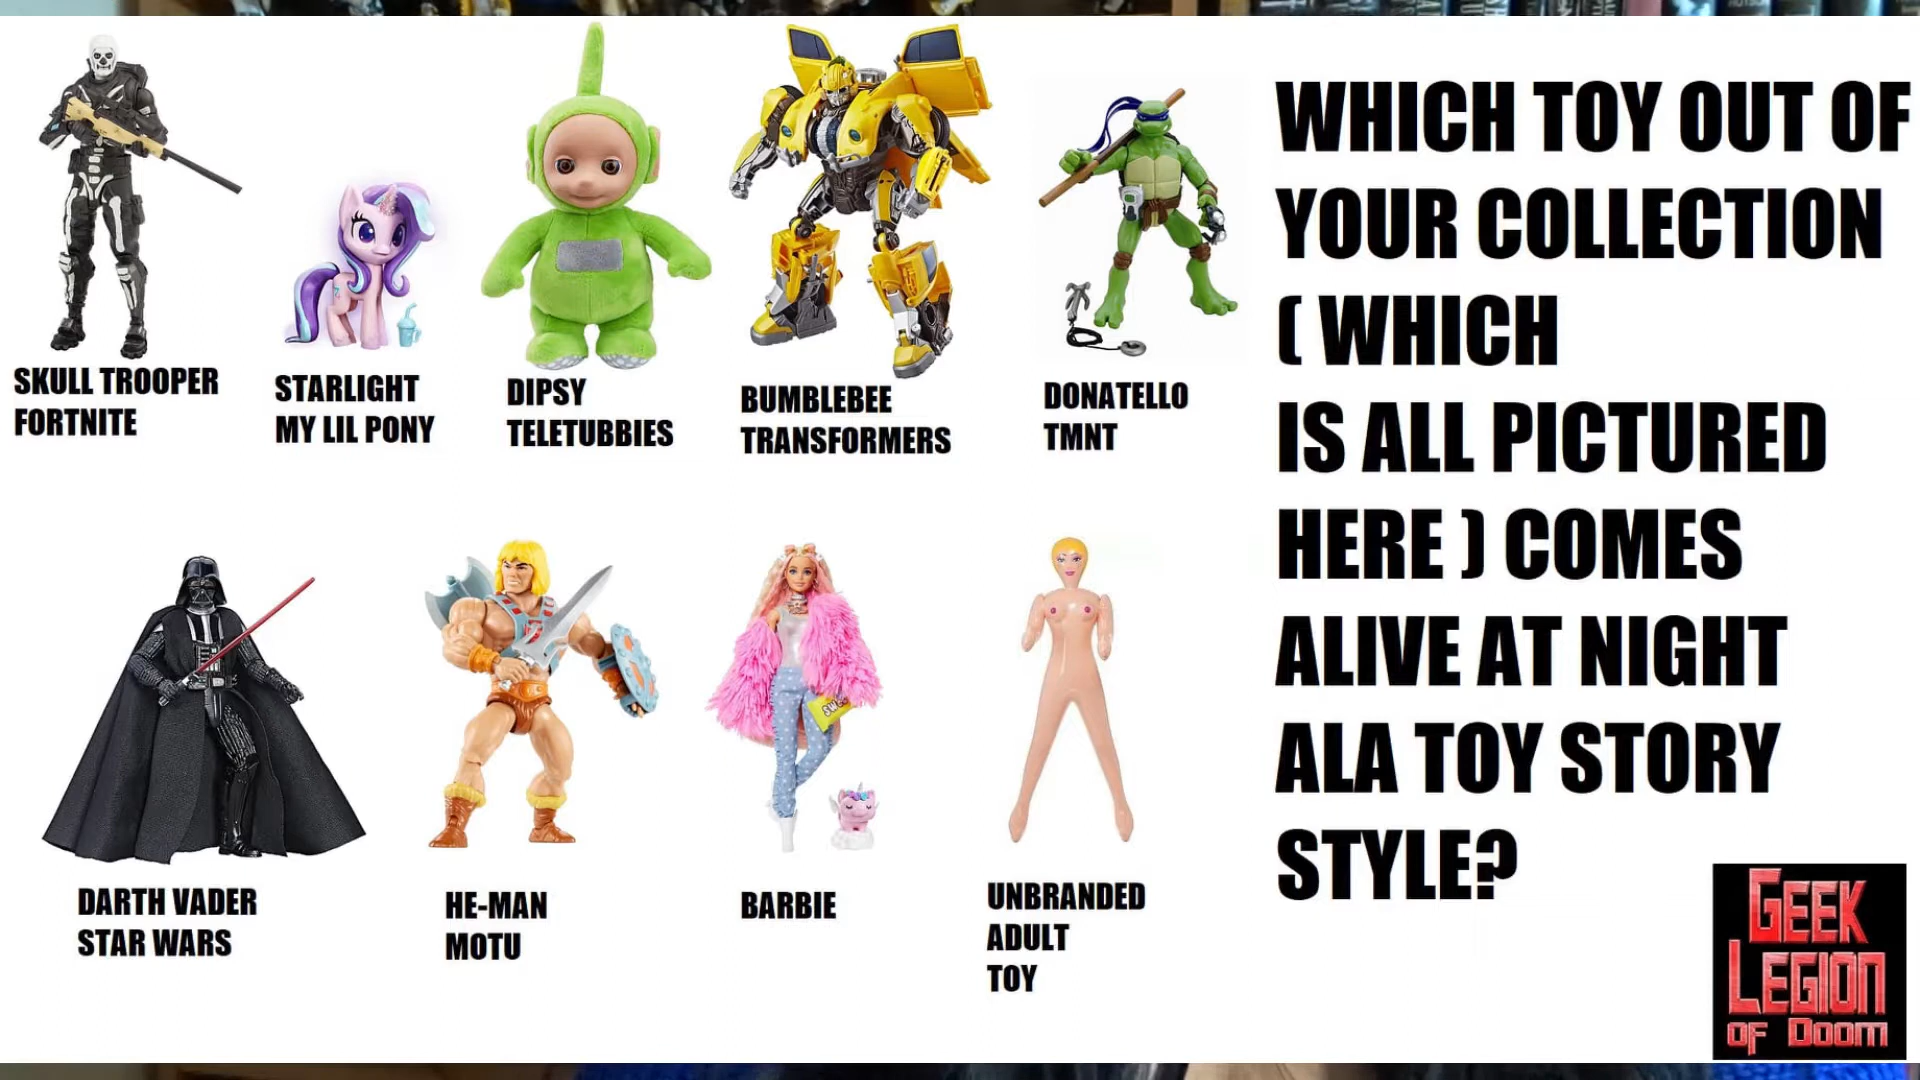 SKULL TROOPER
FORTNITE
STARLIGHT
MY LIL PONY
DIPSY
TELETUBBIES
BUMBLEBEE
TRANSFORMERS
DONATELLO
TMNT
DARTH VADER
STAR WARS
HE-MAN
MOTU
BARBIE
UNBRANDED
ADULT
TOY
WHICH TOY OUT OF
YOUR COLLECTION
( WHICH
IS ALL PICTURED
HERE ) COMES
ALIVE AT NIGHT
ALA TOY STORY
STYLE?
GEEK
LEGION
OF DOOM